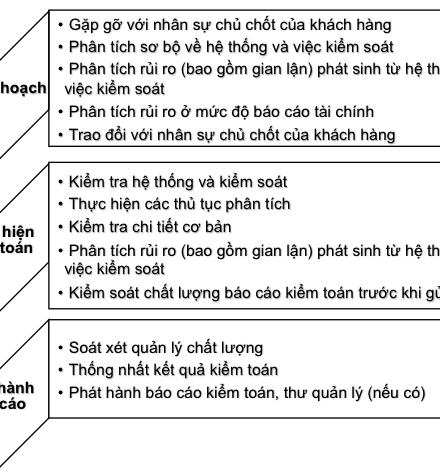 hoạch
• Gặp gỡ với nhân sự chủ chốt của khách hàng
• Phân tích sơ bộ về hệ thống và việc kiểm soát
• Phân tích rủi ro (bao gồm gian lận) phát sinh từ hệ th
việc kiểm soát
• Phân tích rủi ro ở mức độ báo cáo tài chính
• Trao đổi với nhân sự chủ chốt của khách hàng
hiện
toán
• Kiểm tra hệ thống và kiểm soát
• Thực hiện các thủ tục phân tích
• Kiểm tra chi tiết cơ bản
• Phân tích rủi ro (bao gồm gian lận) phát sinh từ hệ th
việc kiểm soát
• Kiểm soát chất lượng báo cáo kiểm toán trước khi gử
hành
cáo
• Soát xét quản lý chất lượng
• Thống nhất kết quả kiểm toán
• Phát hành báo cáo kiểm toán, thư quản lý (nếu có)